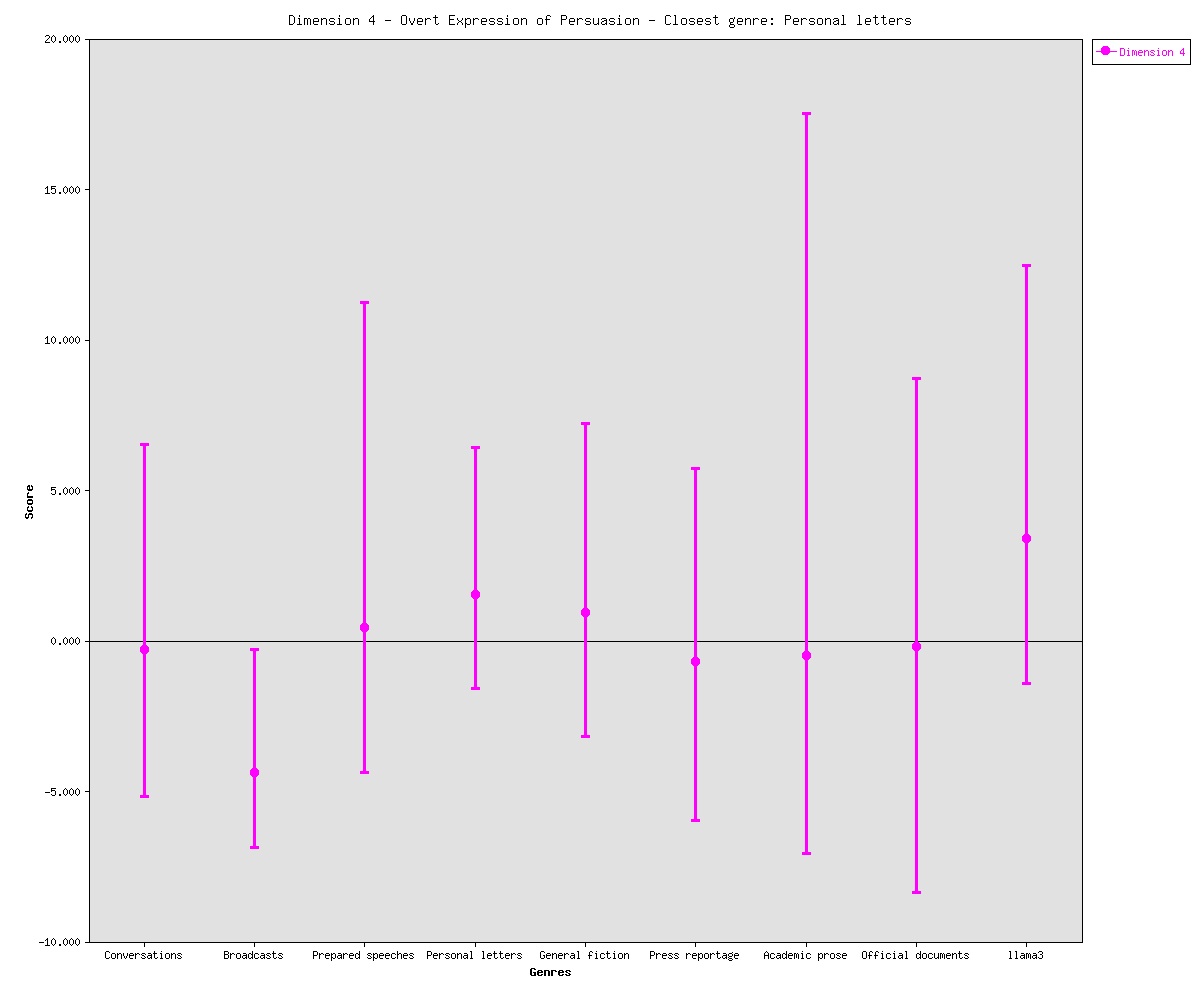 Dimension 4 - Overt Expression of Persuasion - Closest genre: Personal letters
20.000
15.000
10.000
5.000
0.000
-5.000
-10.000
Score
Conversations
Broadcasts
Prepared speeches
Personal letters
General fiction
Press reportage
Academic prose
Official documents
llama3
Genres
Dimension 4